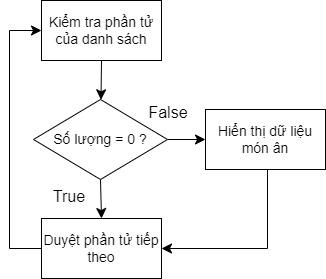 Kiểm tra phần tử
của danh sách
False
Số lượng = 0 ?
Hiển thị dữ liệu
món ân
True
Duyệt phần tử tiếp
theo